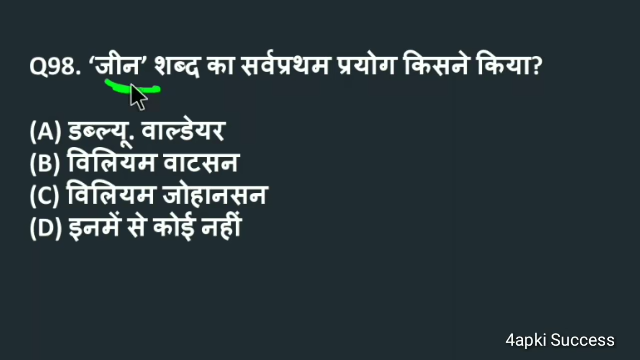 Q98. ‘जीन’ शब्द का सर्वप्रथम प्रयोग किसने किया?
(A) डब्ल्यू. वाल्डेयर
(B) विलियम वाटसन
(C) विलियम जोहानसन
(D) इनमें से कोई नहीं
4apki Success